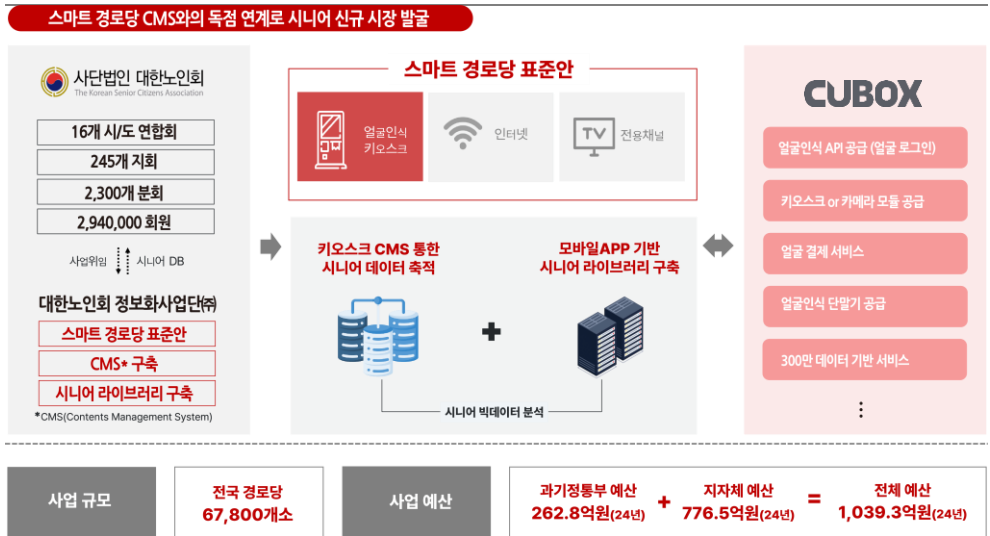 스마트 경로당 CMS와의 독점 연계로 시니어 신규 시장 발굴
사단법인 대한노인회
The Korean Senior Citizens Association
16개 시/도 연합회
245개 지회
2,300개 분회
2,940,000 회원
사업위임
시니어 DB
대한노인회 정보화사업단㈜
스마트 경로당 표준안
CMS* 구축
시니어 라이브러리 구축
*CMS(Contents Management System)
스마트 경로당 표준안
얼굴인식
키오스크
인터넷
TV
전용채널
키오스크 CMS 통한
시니어 데이터 축적
모바일APP 기반
시니어 라이브러리 구축
+
시니어 빅데이터 분석
CUBOX
얼굴인식 API 공급 (얼굴 로그인)
키오스크 or 카메라 모듈 공급
얼굴 결제 서비스
얼굴인식 단말기 공급
300만 데이터 기반 서비스
⋮
사업 규모
전국 경로당
67,800개소
사업 예산
과기정통부 예산
262.8억원(24년)
+
지자체 예산
776.5억원(24년)
=
전체 예산
1,039.3억원(24년)